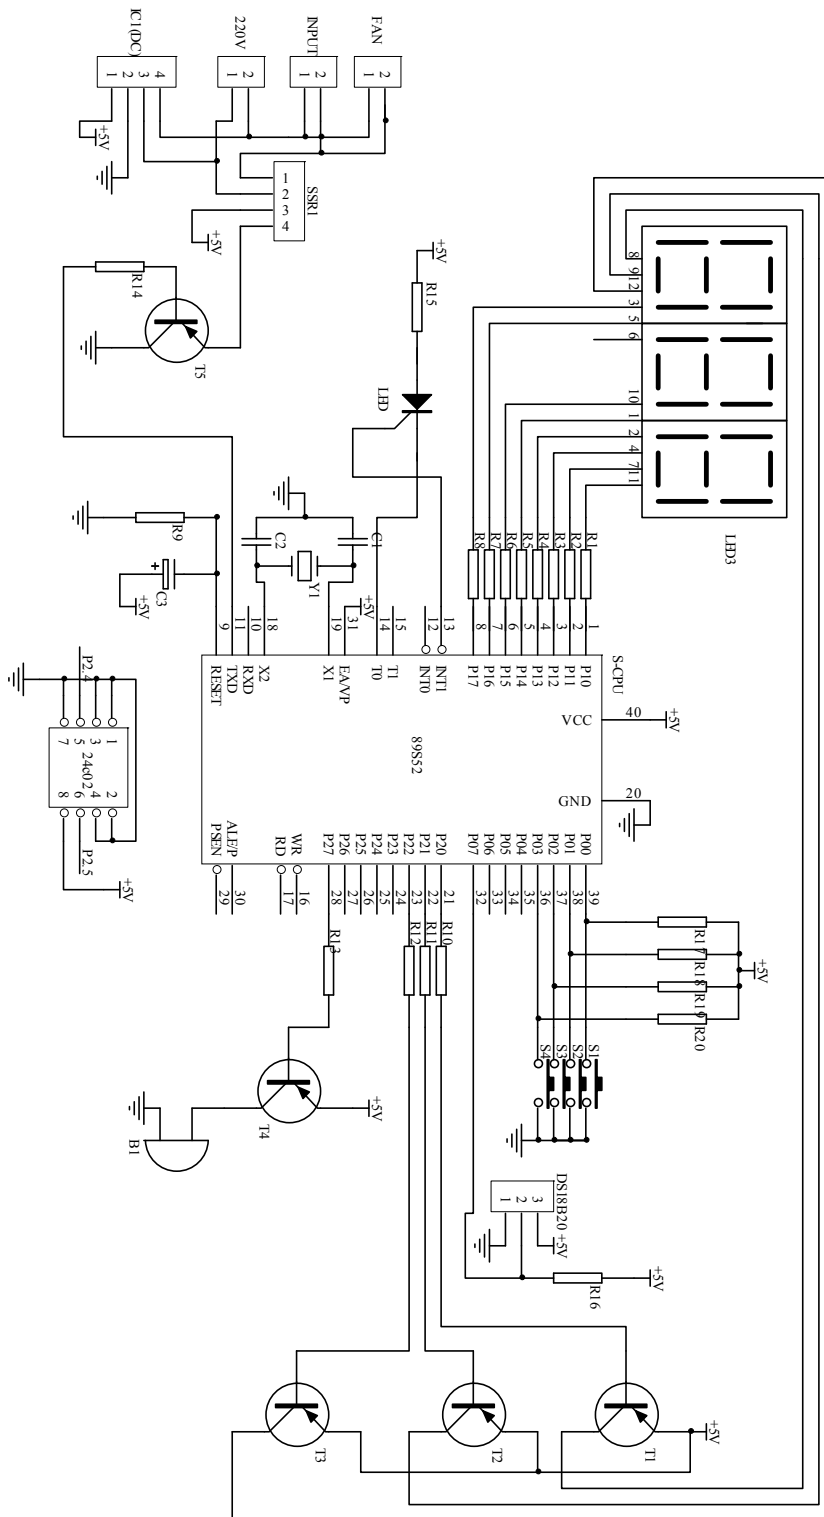 IC1(DC)
1 2 3 4
220V
1 2
INPUT
1 2
FAN
1 2
+5V
SSR1
1
2
3
4
+5V
R14
T5
+5V
R15
LED
8
9
12
3
5
6
10
1
2
4
7
11
LED3
R9
C3
+5V
C2
C1
Y1
+5V
R8
R7
R6
R5
R4
R3
R2
R1
9
11
10
18
19
31
14
15
12
13
8
7
6
5
4
3
2
1
RESET
TXD
RXD
X2
X1
EA/VP
T0
T1
INT0
INT1
P17
P16
P15
P14
P13
P12
P11
P10
S-CPU
89S52
VCC
40
+5V
GND
20
PSEN
ALE/P
RD
WR
P27
P26
P25
P24
P23
P22
P21
P20
P07
P06
P05
P04
P03
P02
P01
P00
29
30
17
16
28
27
26
25
24
23
22
21
32
33
34
35
36
37
38
39
P2.4
7
5
3
1
24c02
8
6
4
2
P2.5
+5V
R13
R12
R11
R10
R17
R18
R19
R20
+5V
S4
S3
S2
S1
T4
+5V
B1
DS18B20
1
2
3
+5V
R16
+5V
T3
T2
T1
+5V